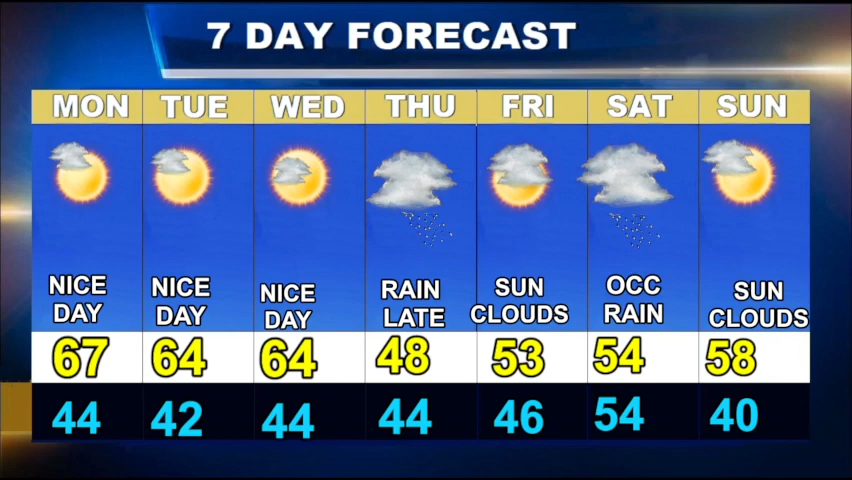 7 DAY FORECAST
MON TUE WED THU FRI SAT SUN
NICE NICE NICE RAIN SUN OCC SUN
DAY DAY DAY LATE CLOUDS RAIN CLOUDS
67 64 64 48 53 54 58
44 42 44 44 46 54 40